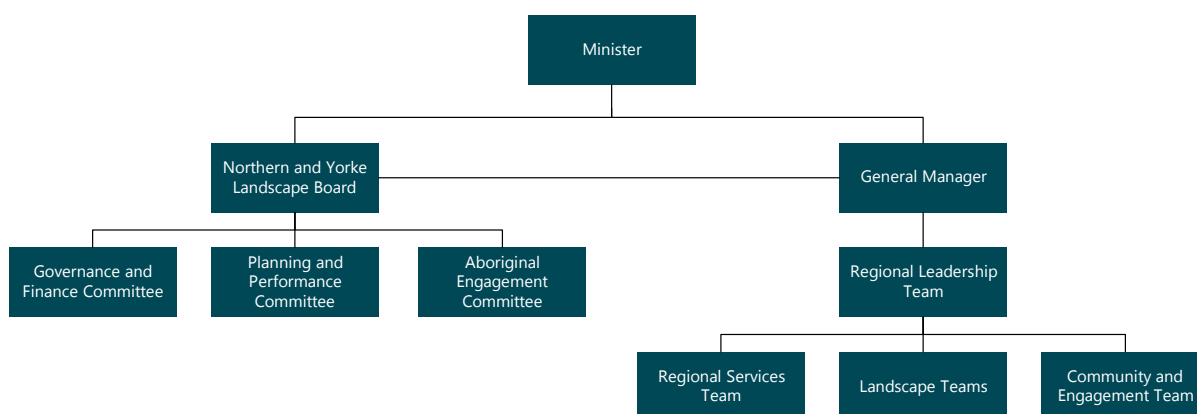 Minister
Northern and Yorke
Landscape Board
General Manager
Governance and
Finance Committee
Planning and
Performance
Committee
Aboriginal
Engagement
Committee
Regional Leadership
Team
Regional Services
Team
Landscape Teams
Community and
Engagement Team